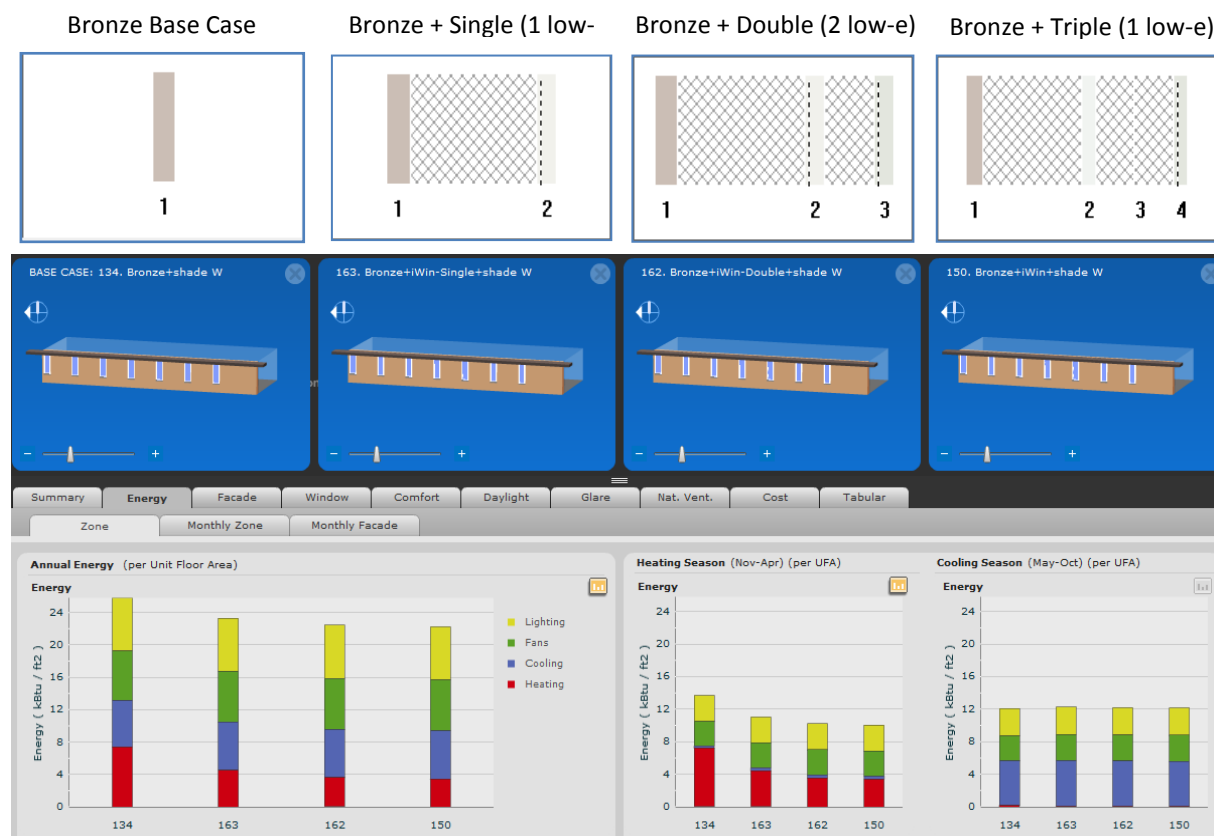 Bronze Base Case Bronze + Single (1 low- Bronze + Double (2 low-e) Bronze + Triple (1 low-e)
1 1 2 1 2 3 1 2 3 4
BASE CASE: 134. Bronze+shade W 163. Bronze+iWin-Single+shade W 162. Bronze+iWin-Double+shade W 150. Bronze+iWin+shade W
on
Summary Energy Facade Window Comfort Daylight Glare Nat. Vent. Cost Tabular
Zone Monthly Zone Monthly Facade
Annual Energy (per Unit Floor Area)
Energy
Energy ( kBtu / ft2 )
24
20
16
12
8
4
0
134 163 162 150
Lighting
Fans
Cooling
Heating
Heating Season (Nov-Apr) (per UFA)
Energy
Energy ( kBtu / ft2 )
24
20
16
12
8
4
0
134 163 162 150
Cooling Season (May-Oct) (per UFA)
Energy
Energy ( kBtu / ft2 )
24
20
16
12
8
4
0
134 163 162 150